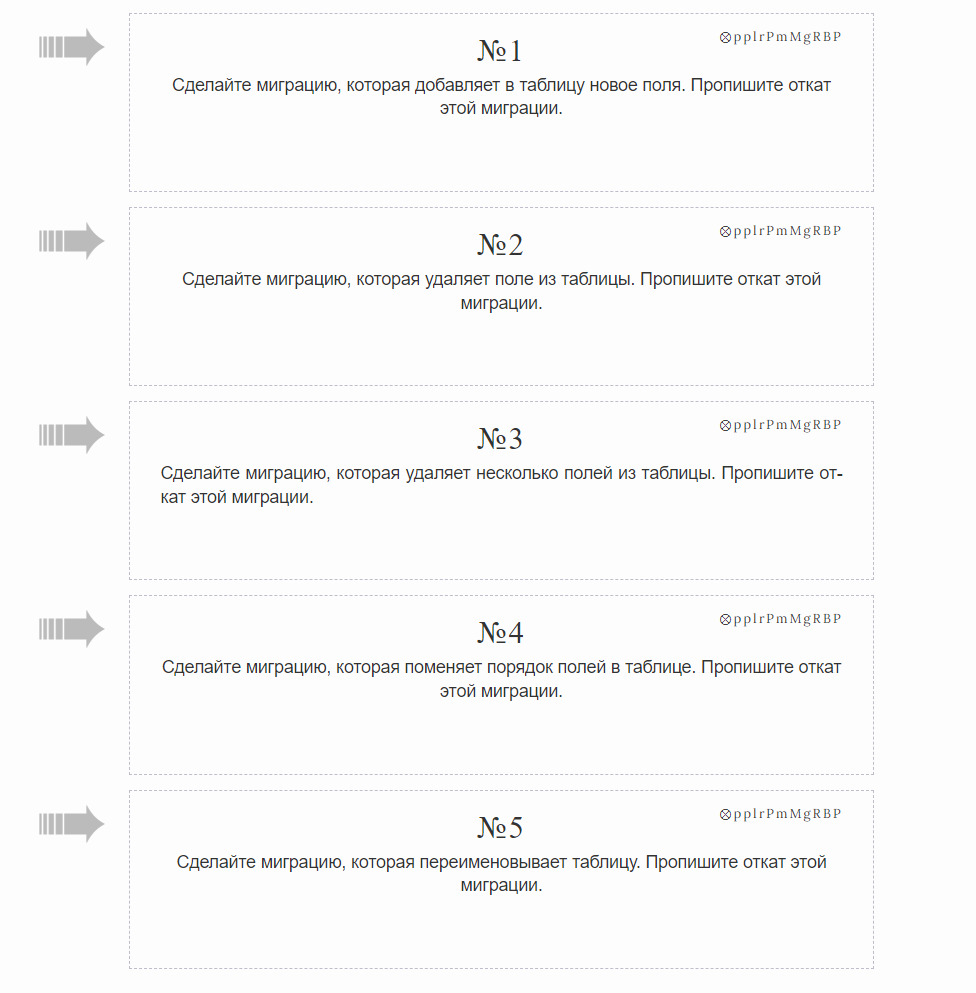 №1
⊗pplrPmMgRBP
Сделайте миграцию, которая добавляет в таблицу новое поля. Пропишите откат
этой миграции.
№2
⊗pplrPmMgRBP
Сделайте миграцию, которая удаляет поле из таблицы. Пропишите откат этой
миграции.
№3
⊗pplrPmMgRBP
Сделайте миграцию, которая удаляет несколько полей из таблицы. Пропишите от-
кат этой миграции.
№4
⊗pplrPmMgRBP
Сделайте миграцию, которая поменяет порядок полей в таблице. Пропишите откат
этой миграции.
№5
⊗pplrPmMgRBP
Сделайте миграцию, которая переименовывает таблицу. Пропишите откат этой
миграции.